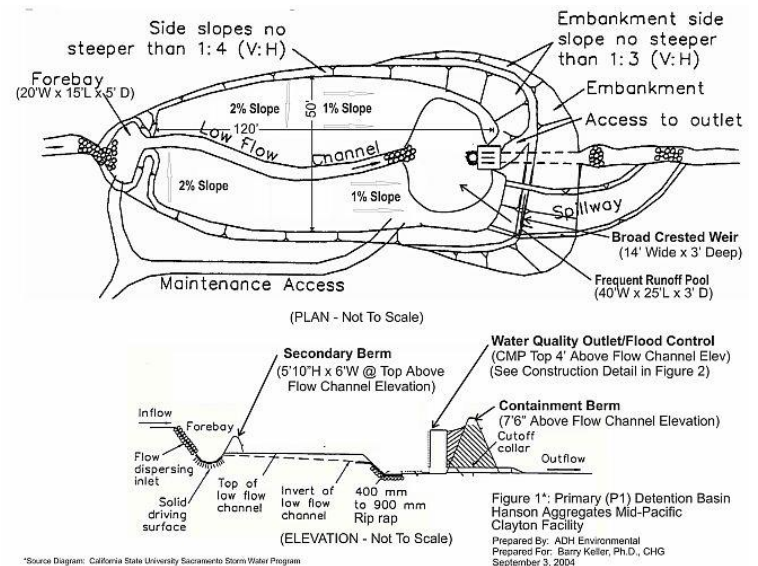 Side slopes no
steeper than 1:4 (V:H)
Embankment side
slope no steeper
than 1:3 (V:H)
Forebay
(20'W x 15'L x 5' D)
Embankment
2% Slope
50'
1% Slope
Access to outlet
120'
Low Flow
Channel
2% Slope
1% Slope
Spillway
Broad Crested Weir
(14' Wide x 3' Deep)
Frequent Runoff Pool
(40'W x 25'L x 3' D)
Maintenance Access
(PLAN - Not To Scale)
Water Quality Outlet/Flood Control
(CMP Top 4' Above Flow Channel Elev)
(See Construction Detail in Figure 2)
Secondary Berm
(5'10"H x 6'W @ Top Above
Flow Channel Elevation)
Containment Berm
(7'6" Above Flow Channel Elevation)
Inflow
Forebay
Cutoff
collar
Outflow
Flow
dispersing
inlet
Solid
driving
surface
Top of
low flow
channel
Invert of
low flow
channel
400 mm
to 900 mm
Rip rap
(ELEVATION - Not To Scale)
Figure 1*: Primary (P1) Detention Basin
Hanson Aggregates Mid-Pacific
Clayton Facility
Prepared By: ADH Environmental
Prepared For: Barry Keller, Ph.D., CHG
September 3, 2004
*Source Diagram: California State University Sacramento Storm Water Program